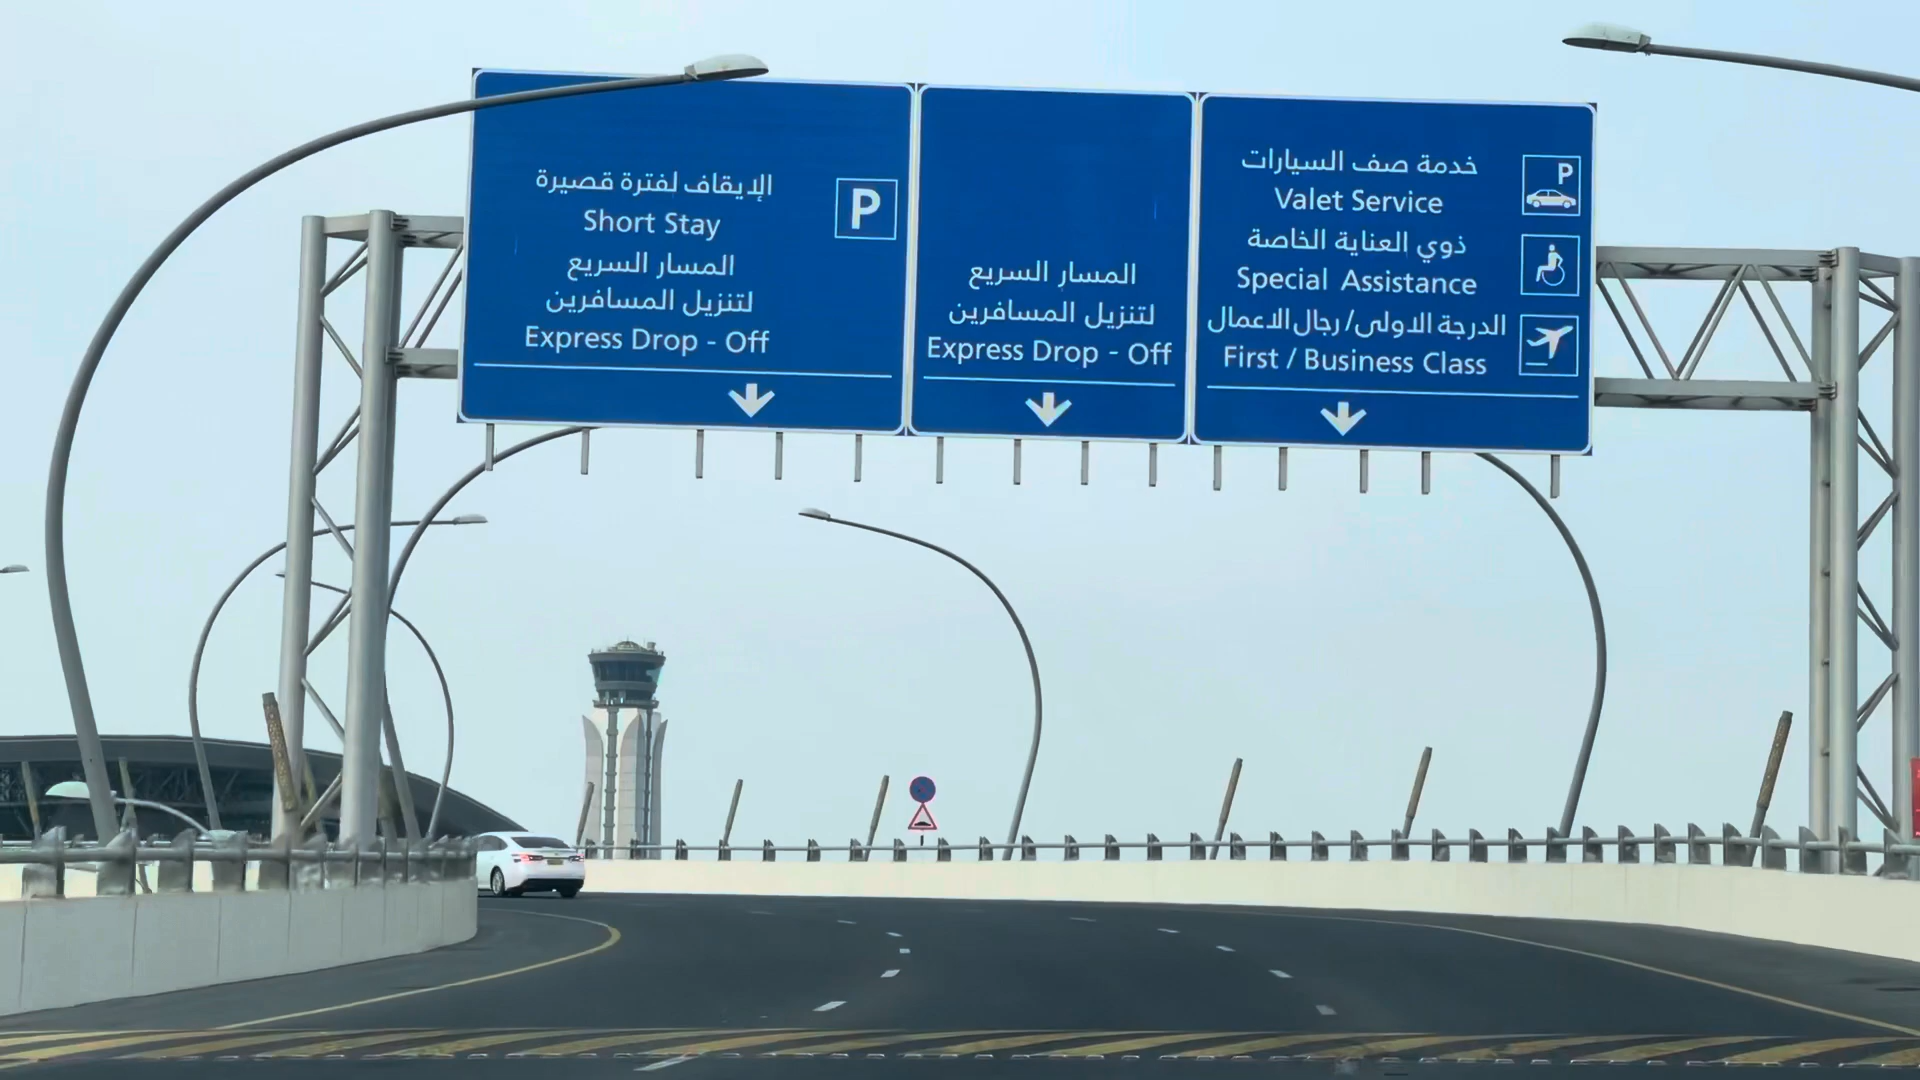 الإيقاف لفترة قصيرة
Short Stay
P
المسار السريع
لتنزيل المسافرين
Express Drop - Off
المسار السريع
لتنزيل المسافرين
Express Drop - Off
خدمة صف السيارات
Valet Service
P
ذوي العناية الخاصة
Special Assistance
الدرجة الاولى/ رجال الاعمال
First / Business Class